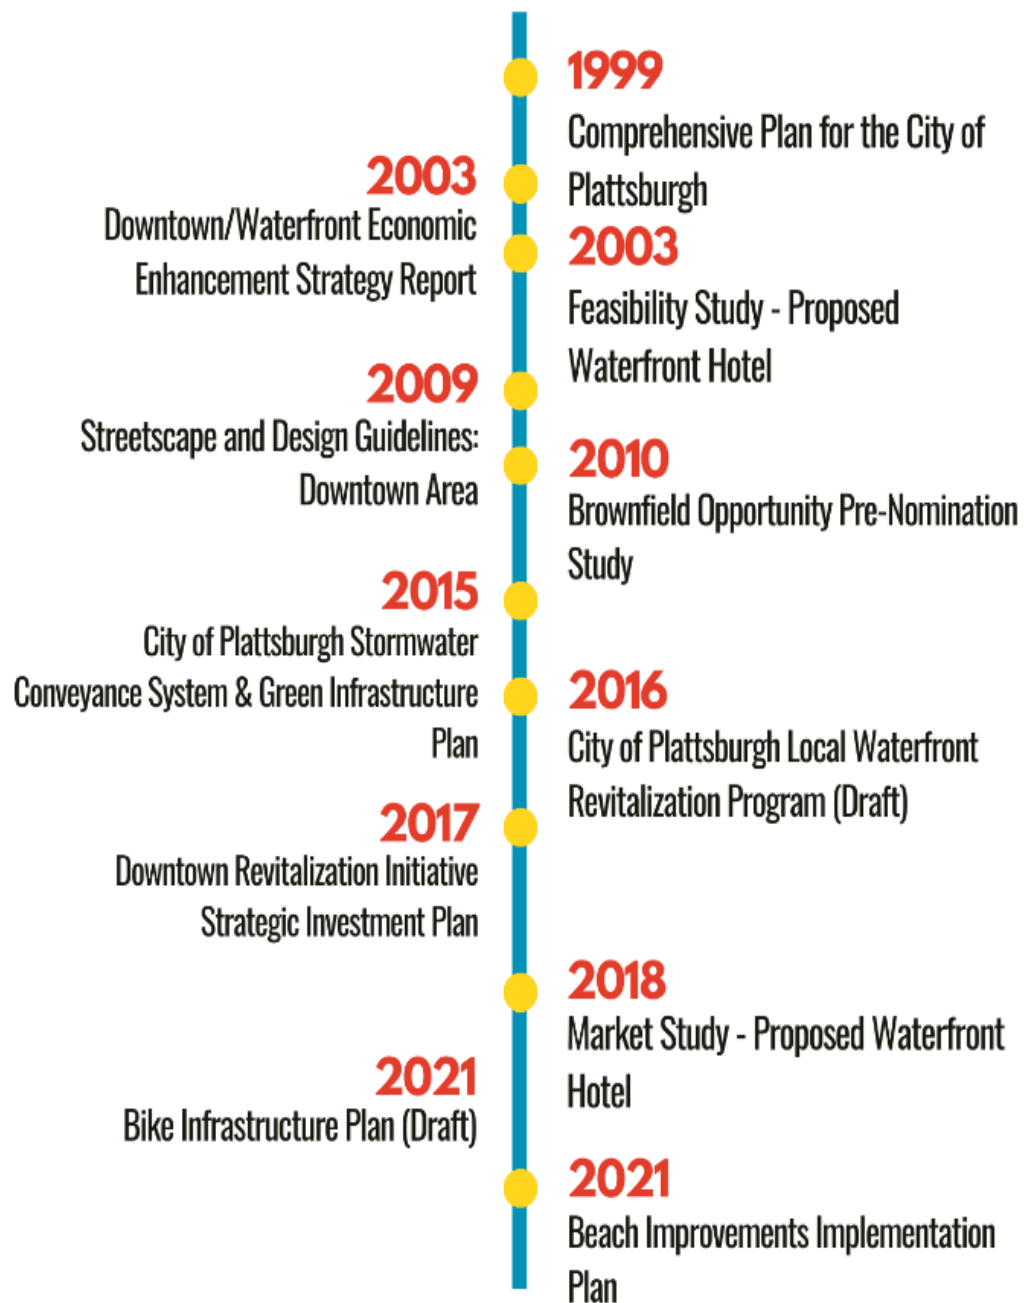 1999
Comprehensive Plan for the City of
Plattsburgh
2003
Downtown/Waterfront Economic
Enhancement Strategy Report
2003
Feasibility Study - Proposed
Waterfront Hotel
2009
Streetscape and Design Guidelines:
Downtown Area
2010
Brownfield Opportunity Pre-Nomination
Study
2015
City of Plattsburgh Stormwater
Conveyance System & Green Infrastructure
Plan
2016
City of Plattsburgh Local Waterfront
Revitalization Program (Draft)
2017
Downtown Revitalization Initiative
Strategic Investment Plan
2018
Market Study - Proposed Waterfront
Hotel
2021
Bike Infrastructure Plan (Draft)
2021
Beach Improvements Implementation
Plan